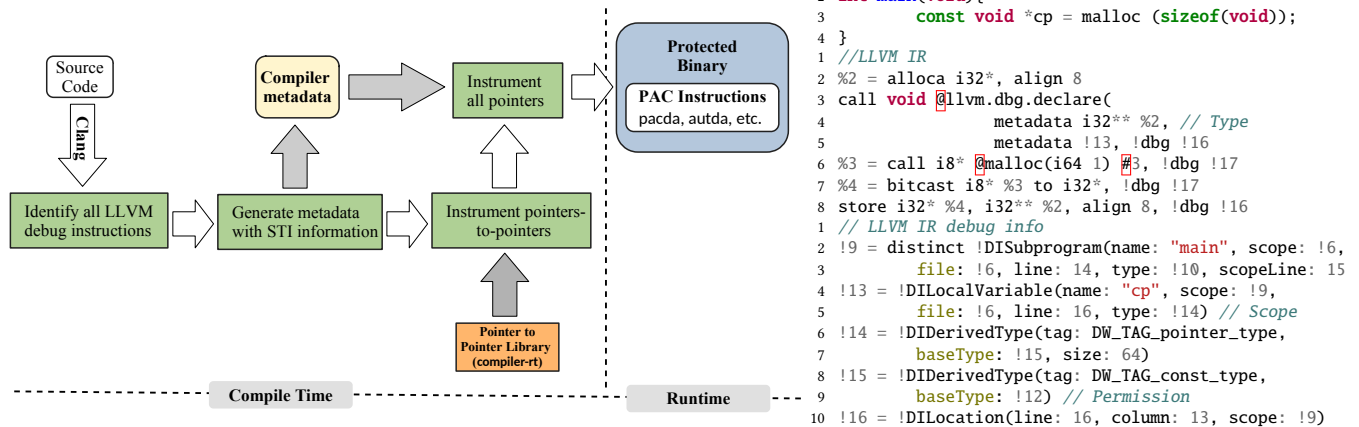 Source
Code
Clang
Identify all LLVM
debug instructions
Compiler
metadata
Generate metadata
with STI information
Instrument
all pointers
Instrument pointers-
to-pointers
Pointer to
Pointer Library
(compiler-rt)
Protected
Binary
PAC Instructions
pacda, autda, etc.
Compile Time
Runtime
3 const void *cp = malloc (sizeof(void));
4 }
1 //LLVM IR
2 %2 = alloca i32*, align 8
3 call void @llvm.dbg.declare(
4 metadata i32** %2, // Type
5 metadata !13, !dbg !16
6 %3 = call i8* @malloc(i64 1) #3, !dbg !17
7 %4 = bitcast i8* %3 to i32*, !dbg !17
8 store i32* %4, i32** %2, align 8, !dbg !16
1 // LLVM IR debug info
2 !9 = distinct !DISubprogram(name: "main", scope: !6,
3 file: !6, line: 14, type: !10, scopeLine: 15
4 !13 = !DILocalVariable(name: "cp", scope: !9,
5 file: !6, line: 16, type: !14) // Scope
6 !14 = !DIDerivedType(tag: DW_TAG_pointer_type,
7 baseType: !15, size: 64)
8 !15 = !DIDerivedType(tag: DW_TAG_const_type,
9 baseType: !12) // Permission
10 !16 = !DILocation(line: 16, column: 13, scope: !9)